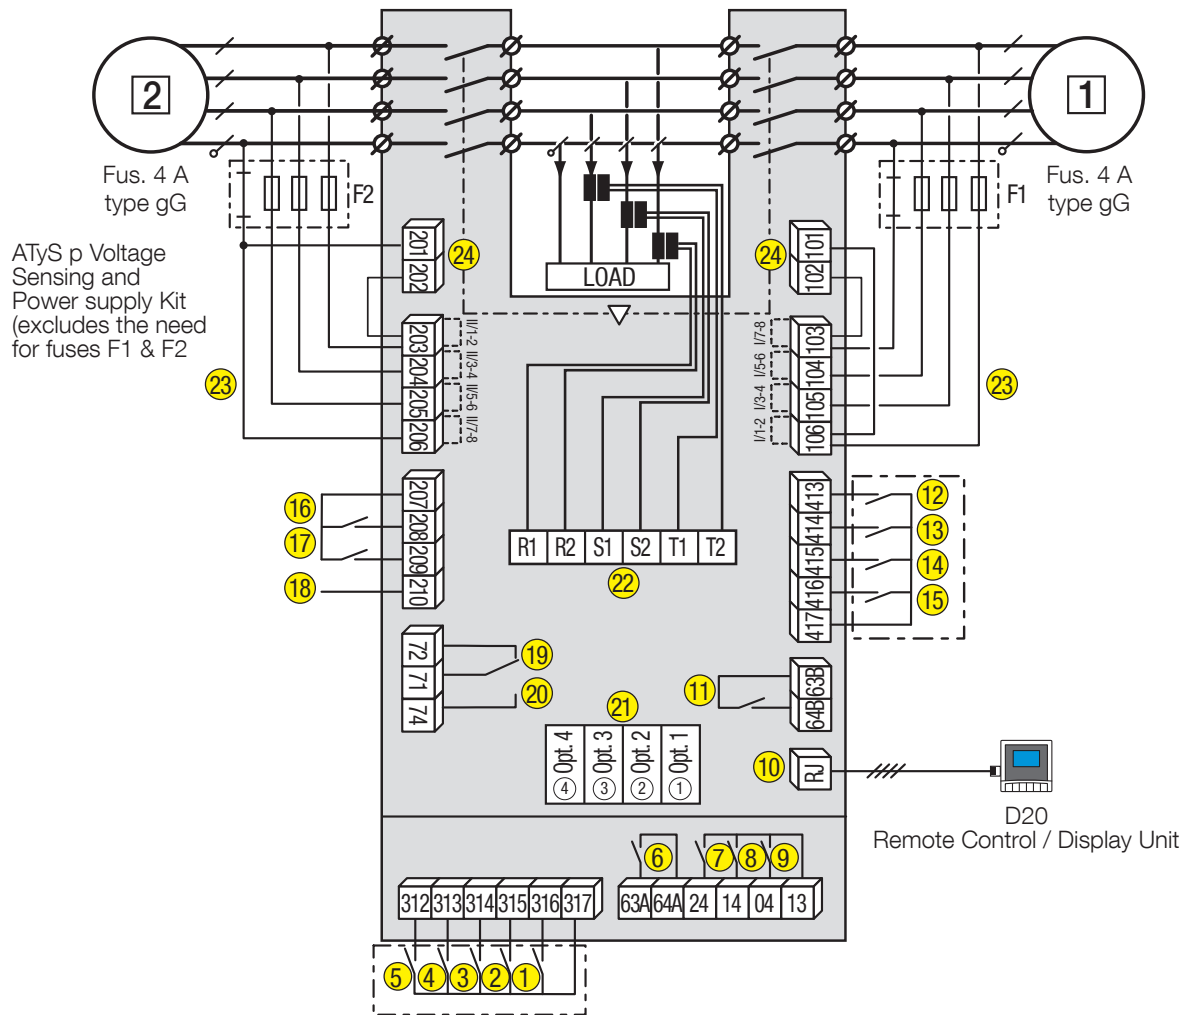 2
1
Fus. 4 A
type gG
F2
F1
Fus. 4 A
type gG
ATyS p Voltage
Sensing and
Power supply Kit
(excludes the need
for fuses F1 & F2
201
202
24
LOAD
24
101
102
203
204
205
206
II/1-2
II/3-4
II/5-6
II/7-8
I/7-8
I/5-6
I/3-4
I/1-2
103
104
105
106
23
23
16
17
18
207
208
209
210
R1 R2 S1 S2 T1 T2
22
413
414
415
416
417
12
13
14
15
72
71
74
19
20
21
4 Opt. 4
3 Opt. 3
2 Opt. 2
1 Opt. 1
11
63B
64B
10
RJ
D20
Remote Control / Display Unit
6 7 8 9
312 313 314 315 316 317
63A 64A 24 14 04 13
5 4 3 2 1